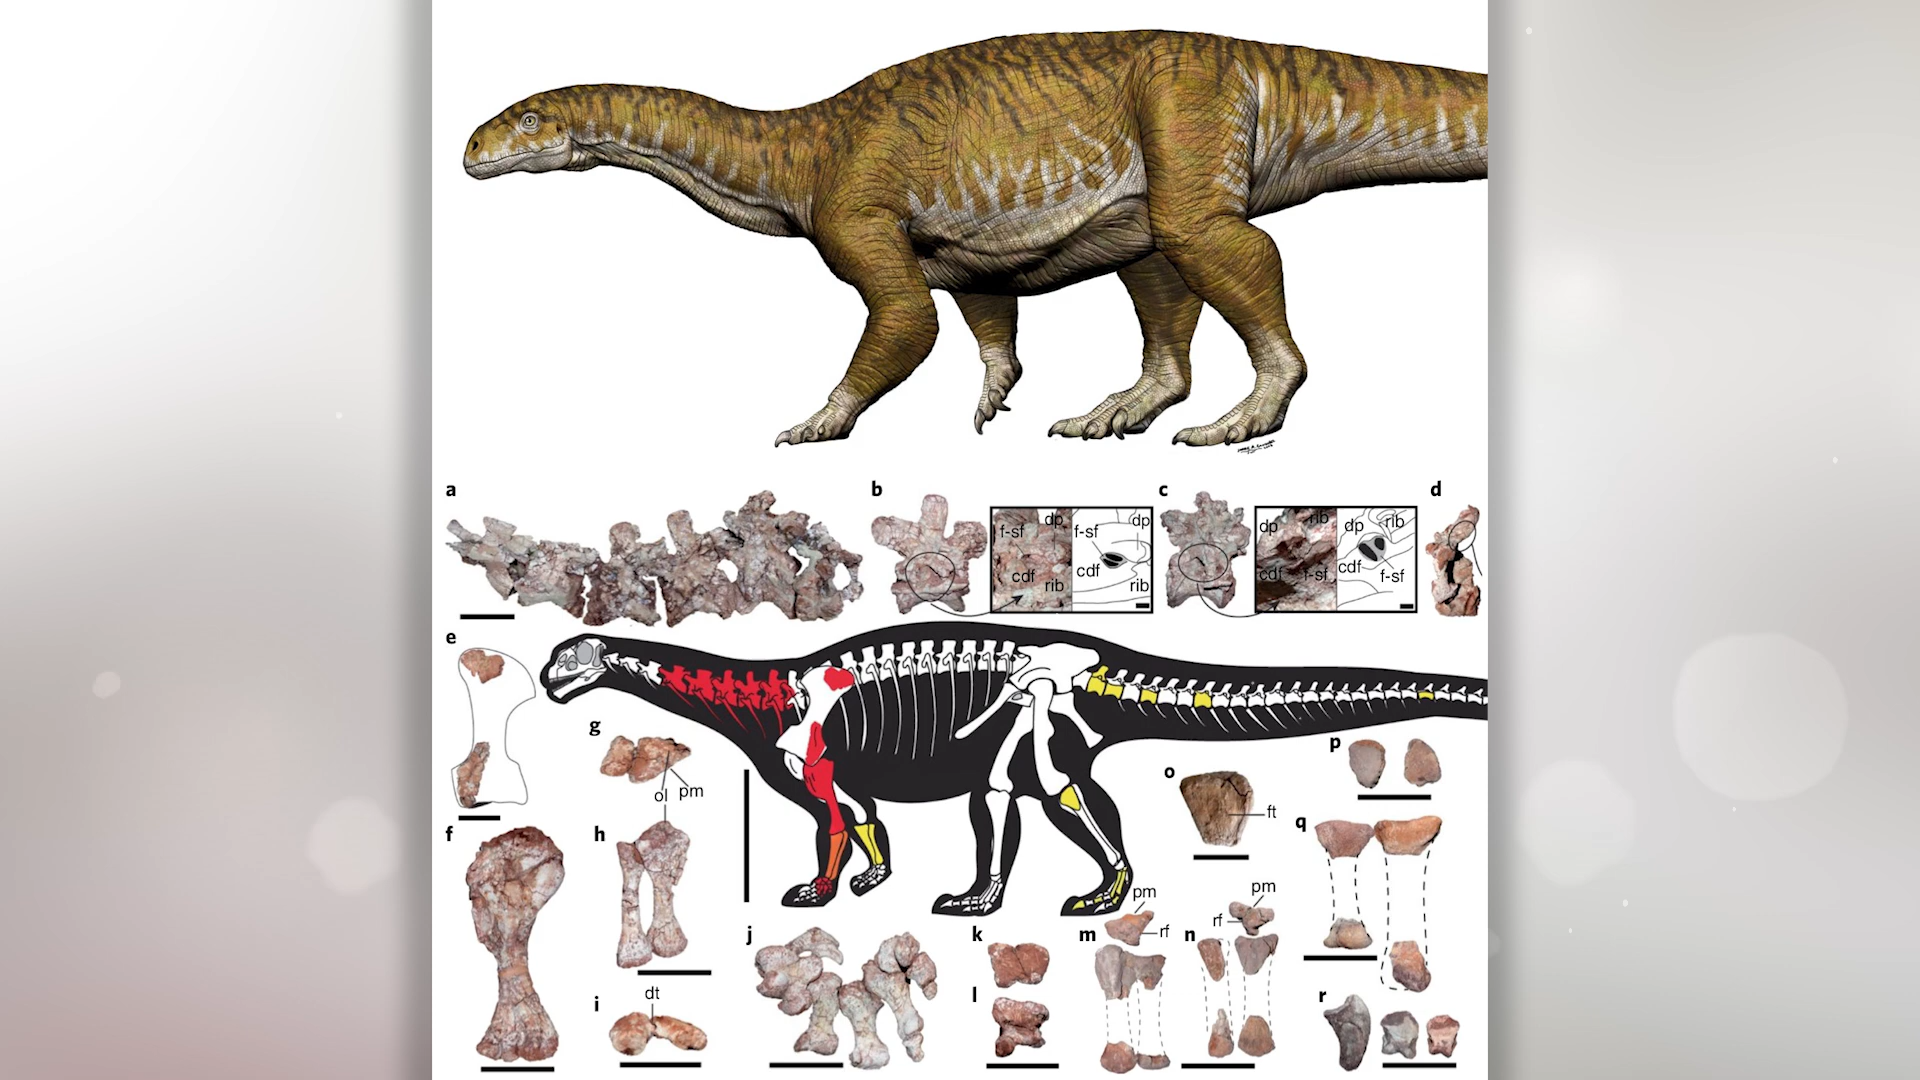 a
b
f-sf
dp
cdf
rib
f-sf
dp
cdf
rib
c
dp
rib
cdf
f-sf
dp
rib
cdf
f-sf
d
e
g
ol
pm
p
o
ft
f
h
q
pm
rf
pm
rf
j
k
m
n
i
dt
l
r